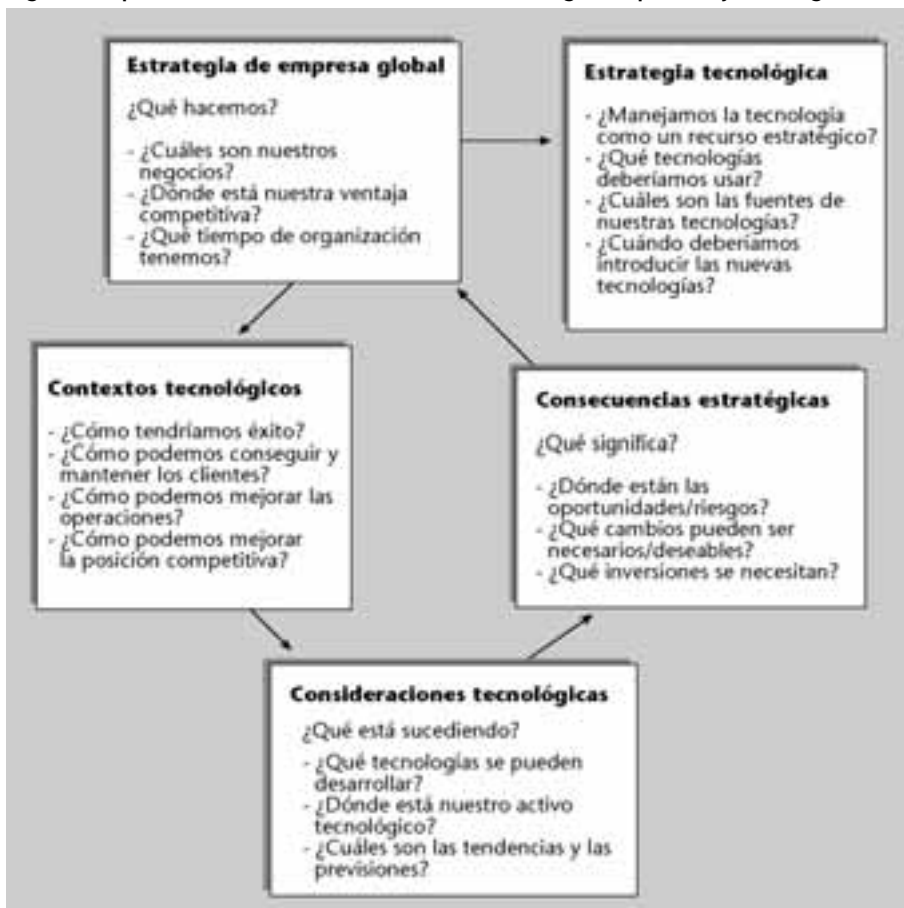 Estrategia de empresa global
¿Qué hacemos?
- ¿Cuáles son nuestros
negocios?
- ¿Dónde está nuestra ventaja
competitiva?
- ¿Qué tiempo de organización
tenemos?
Estrategia tecnológica
- ¿Manejamos la tecnología
como un recurso estratégico?
- ¿Qué tecnologías
deberíamos usar?
- ¿Cuáles son las fuentes de
nuestras tecnologías?
- ¿Cuándo deberíamos
introducir las nuevas
tecnologías?
Contextos tecnológicos
- ¿Cómo tendríamos éxito?
- ¿Cómo podemos conseguir y
mantener los clientes?
- ¿Cómo podemos mejorar las
operaciones?
- ¿Cómo podemos mejorar
la posición competitiva?
Consecuencias estratégicas
¿Qué significa?
- ¿Dónde están las
oportunidades/riesgos?
- ¿Qué cambios pueden ser
necesarios/deseables?
- ¿Qué inversiones se necesitan?
Consideraciones tecnológicas
¿Qué está sucediendo?
- ¿Qué tecnologías se pueden
desarrollar?
- ¿Dónde está nuestro activo
tecnológico?
- ¿Cuáles son las tendencias y las
previsiones?